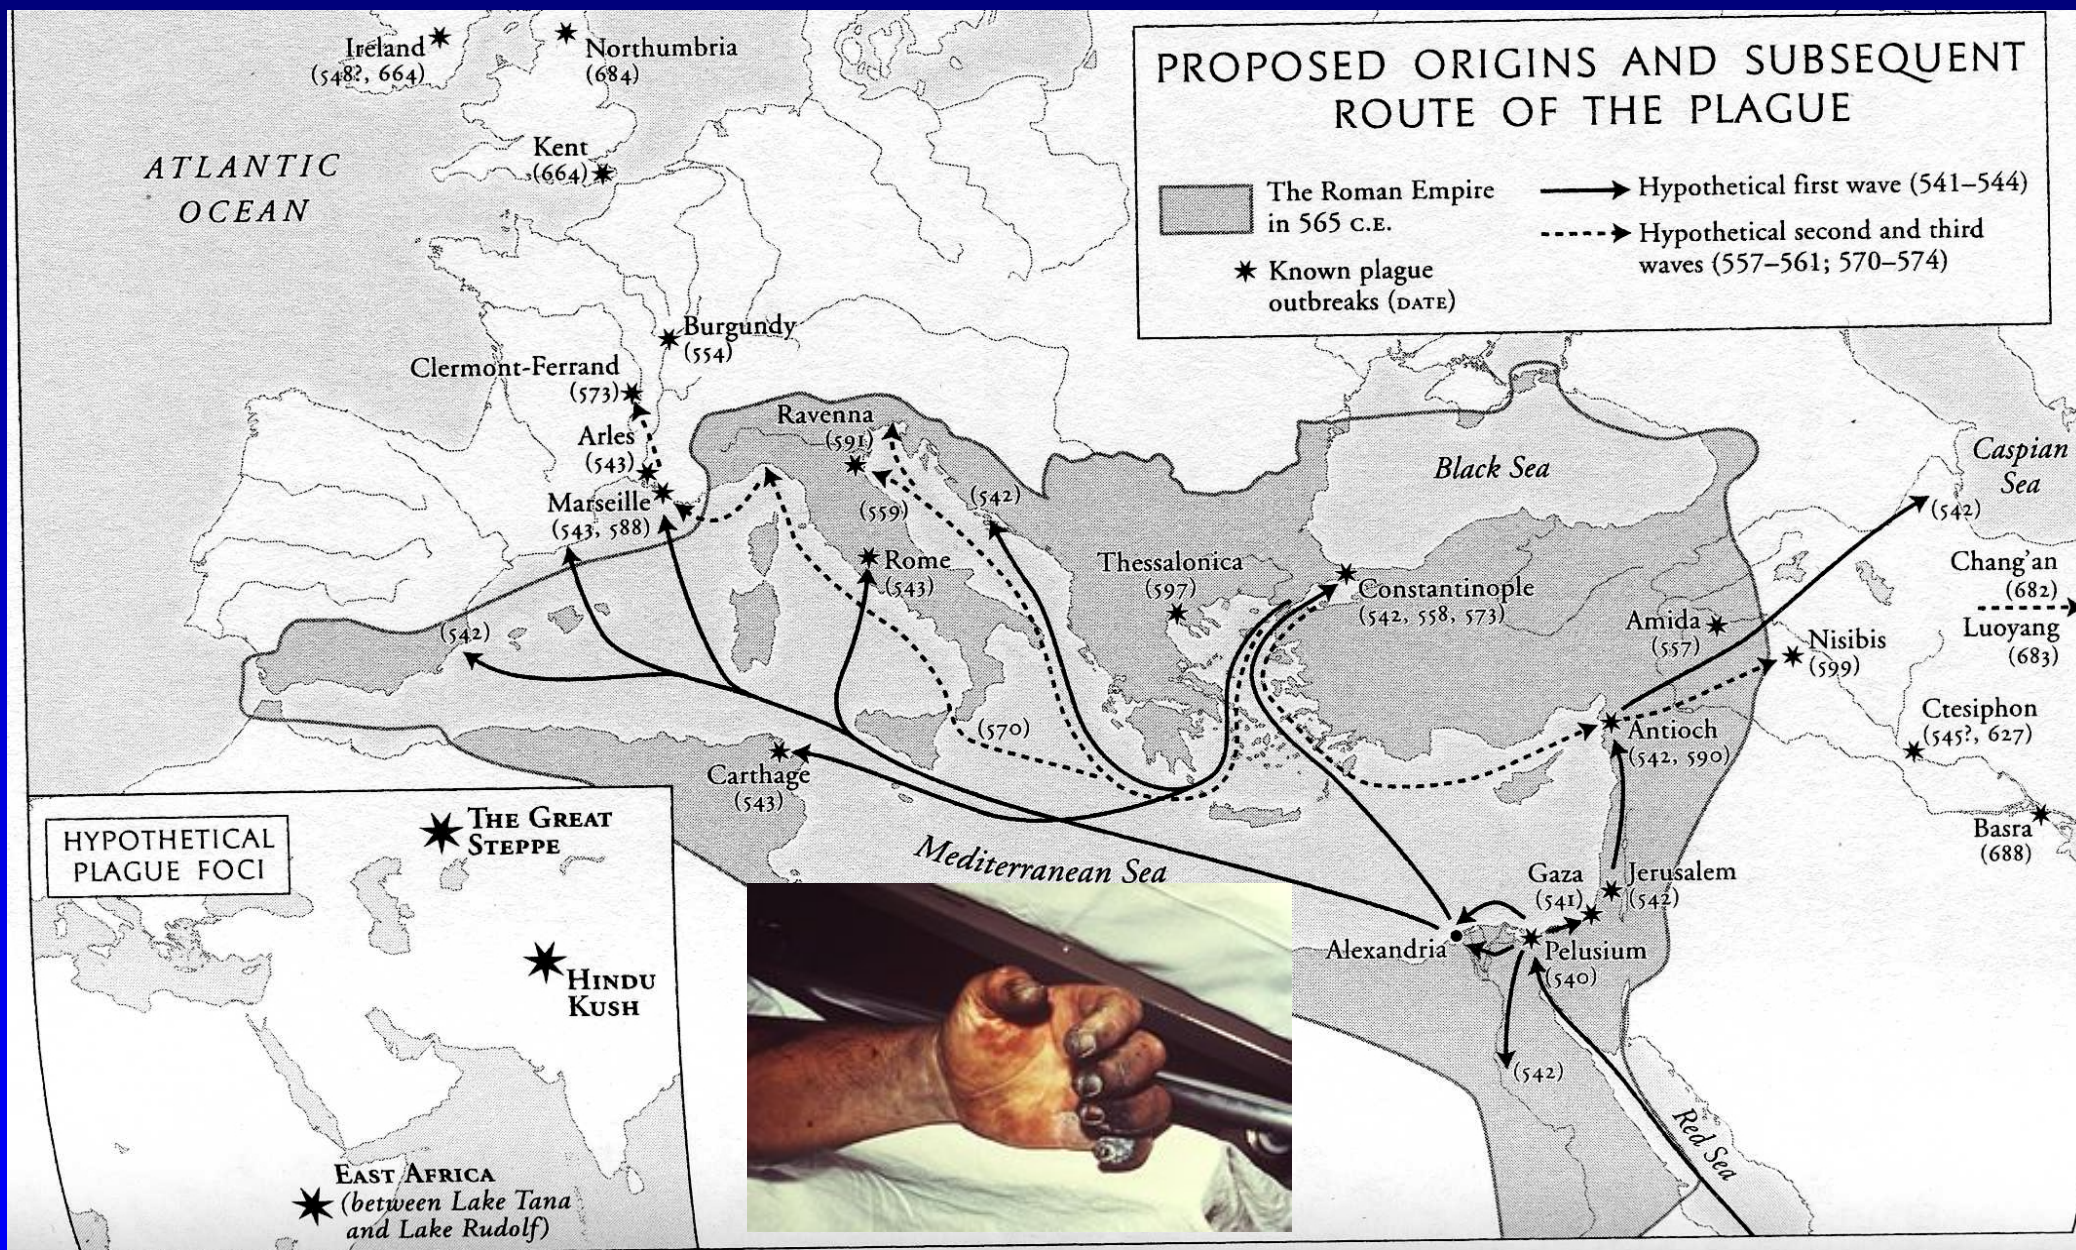 PROPOSED ORIGINS AND SUBSEQUENT
ROUTE OF THE PLAGUE
The Roman Empire
in 565 C.E.
Known plague
outbreaks (DATE)
Hypothetical first wave (541–544)
Hypothetical second and third
waves (557–561; 570–574)
Ireland
(548?, 664)
Northumbria
(684)
Kent
(664)
ATLANTIC
OCEAN
Burgundy
(554)
Clermont-Ferrand
(573)
Arles
(543)
Marseille
(543, 588)
Ravenna
(591)
(559)
(542)
Rome
(543)
Thessalonica
(597)
Black Sea
Constantinople
(542, 558, 573)
Caspian
Sea
(542)
Chang'an
(682)
Luoyang
(683)
Amida
(557)
Nisibis
(599)
Ctesiphon
(545?, 627)
Antioch
(542, 590)
Basra
(688)
(542)
(570)
Carthage
(543)
Mediterranean Sea
Gaza
(541)
Jerusalem
(542)
Alexandria
Pelusium
(540)
(542)
Red Sea
HYPOTHETICAL
PLAGUE FOCI
THE GREAT
STEPPE
HINDU
KUSH
EAST AFRICA
(between Lake Tana
and Lake Rudolf)